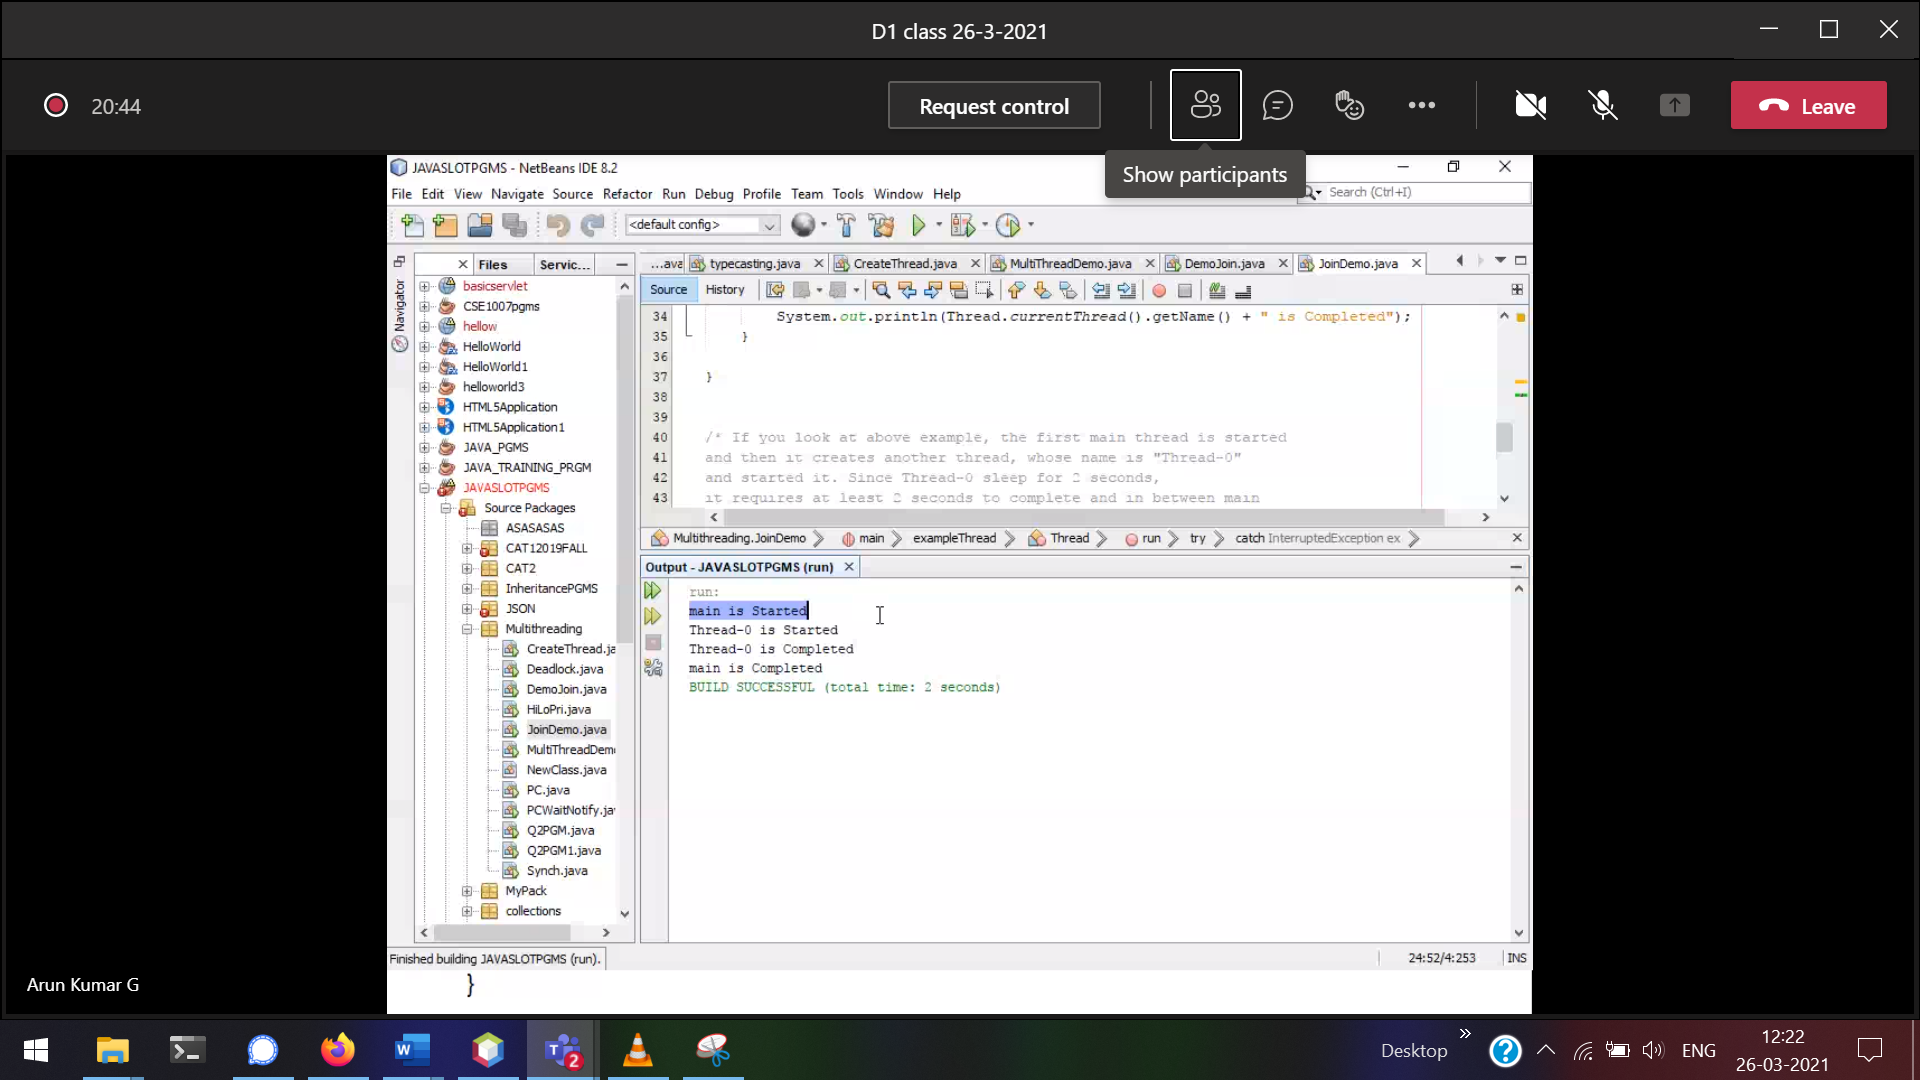 D1 class 26-3-2021
20:44
Request control
Leave
Show participants
JAVASLOTPGMS - NetBeans IDE 8.2
File Edit View Navigate Source Refactor Run Debug Profile Team Tools Window Help
Search (Ctrl+I)
<default config>
Files
Servic...
...ava
typecasting.java
CreateThread.java
MultiThreadDemo.java
DemoJoin.java
JoinDemo.java
Navigator
Source
History
basicservlet
CSE1007pgms
hellow
HelloWorld
HelloWorld1
helloworld3
HTML5Application
HTML5Application1
JAVA_PGMS
JAVA_TRAINING_PRGM
JAVASLOTPGMS
Source Packages
ASASASAS
CAT12019FALL
CAT2
InheritancePGMS
JSON
Multithreading
CreateThread.ja
Deadlock.java
DemoJoin.java
HiLoPri.java
JoinDemo.java
MultiThreadDem
NewClass.java
PC.java
PCWaitNotify.ja
Q2PGM.java
Q2PGM1.java
Synch.java
MyPack
collections
34 System.out.println(Thread.currentThread().getName() + " is Completed");
35 }
36
37 }
38
39
40 /* If you look at above example, the first main thread is started
41 and then it creates another thread, whose name is "Thread-0"
42 and started it. Since Thread-0 sleep for 2 seconds,
43 it requires at least 2 seconds to complete and in between main
Multithreading.JoinDemo main exampleThread Thread run try catch InterruptedException ex
Output - JAVASLOTPGMS (run)
run:
main is Started
Thread-0 is Started
Thread-0 is Completed
main is Completed
BUILD SUCCESSFUL (total time: 2 seconds)
Finished building JAVASLOTPGMS (run).
24:52/4:253
INS
}
Arun Kumar G
2
Desktop
ENG
12:22
26-03-2021